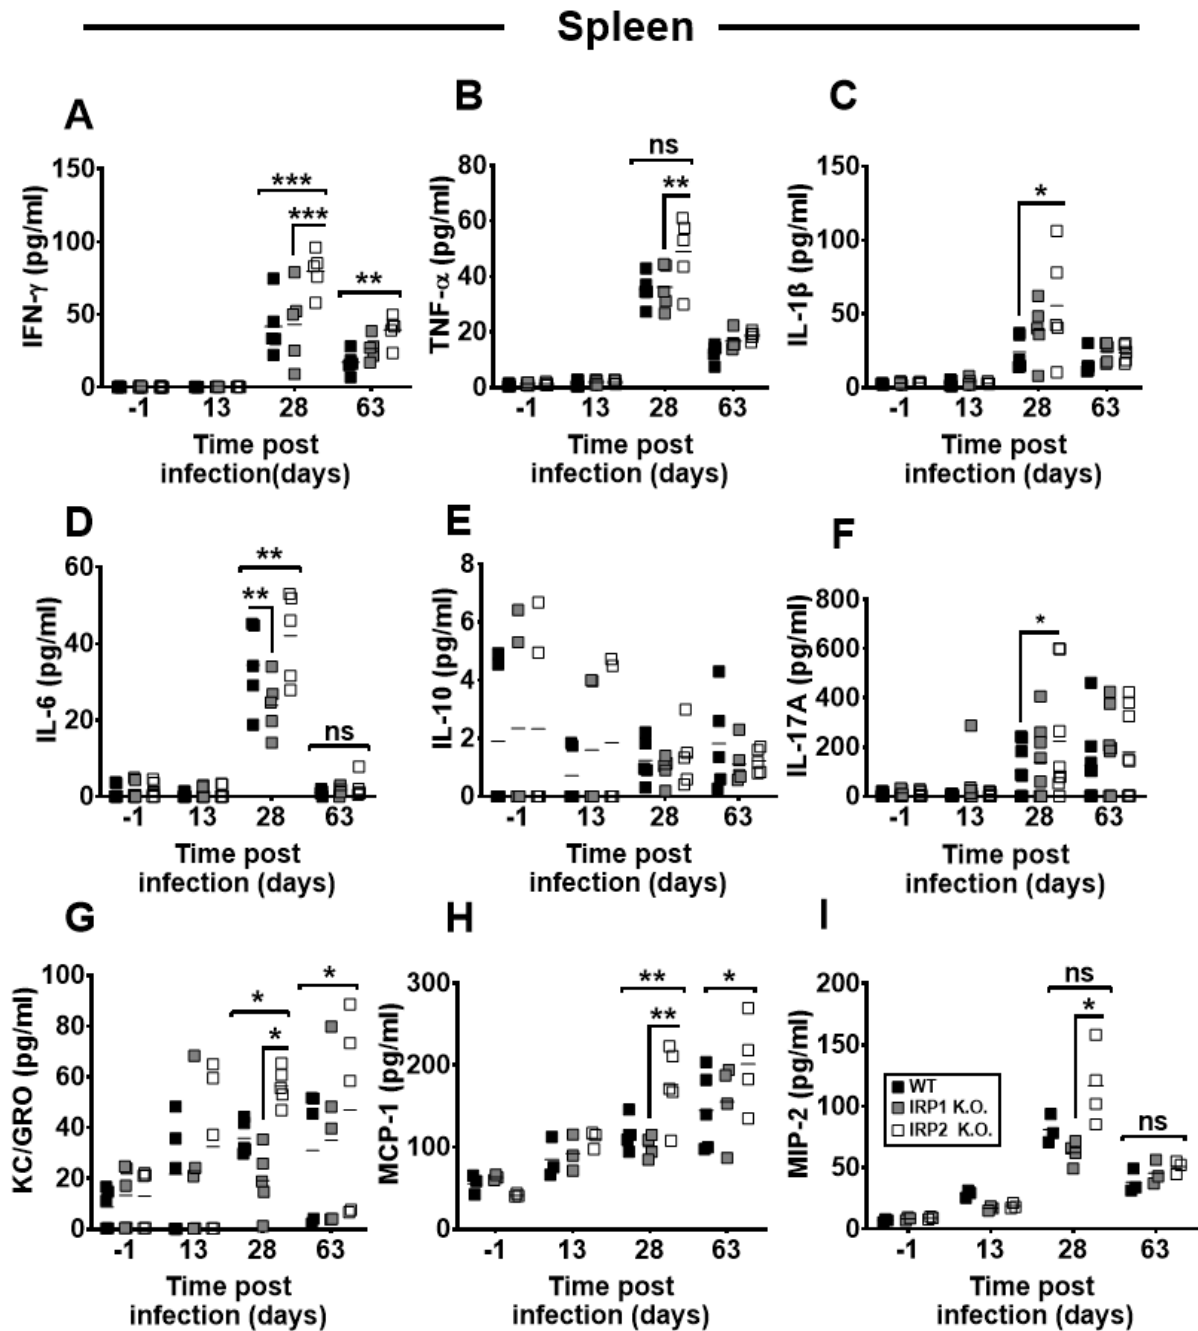 Spleen
A
IFN-γ (pg/ml)
150
100
50
0
***
***
**
-1 13 28 63
Time post
infection(days)
B
TNF-α (pg/ml)
80
60
40
20
0
ns
**
-1 13 28 63
Time post
infection (days)
C
IL-1β (pg/ml)
150
100
50
0
*
-1 13 28 63
Time post
infection (days)
D
IL-6 (pg/ml)
60
40
20
0
**
**
ns
-1 13 28 63
Time post
infection (days)
E
IL-10 (pg/ml)
8
6
4
2
0
-1 13 28 63
Time post
infection (days)
F
IL-17A (pg/ml)
800
600
400
200
0
*
-1 13 28 63
Time post
infection (days)
G
KC/GRO (pg/ml)
100
80
60
40
20
0
*
*
*
-1 13 28 63
Time post
infection (days)
H
MCP-1 (pg/ml)
300
200
100
0
**
**
*
-1 13 28 63
Time post
infection (days)
I
MIP-2 (pg/ml)
200
150
100
50
0
ns
*
ns
WT
IRP1 K.O.
IRP2 K.O.
-1 13 28 63
Time post
infection (days)